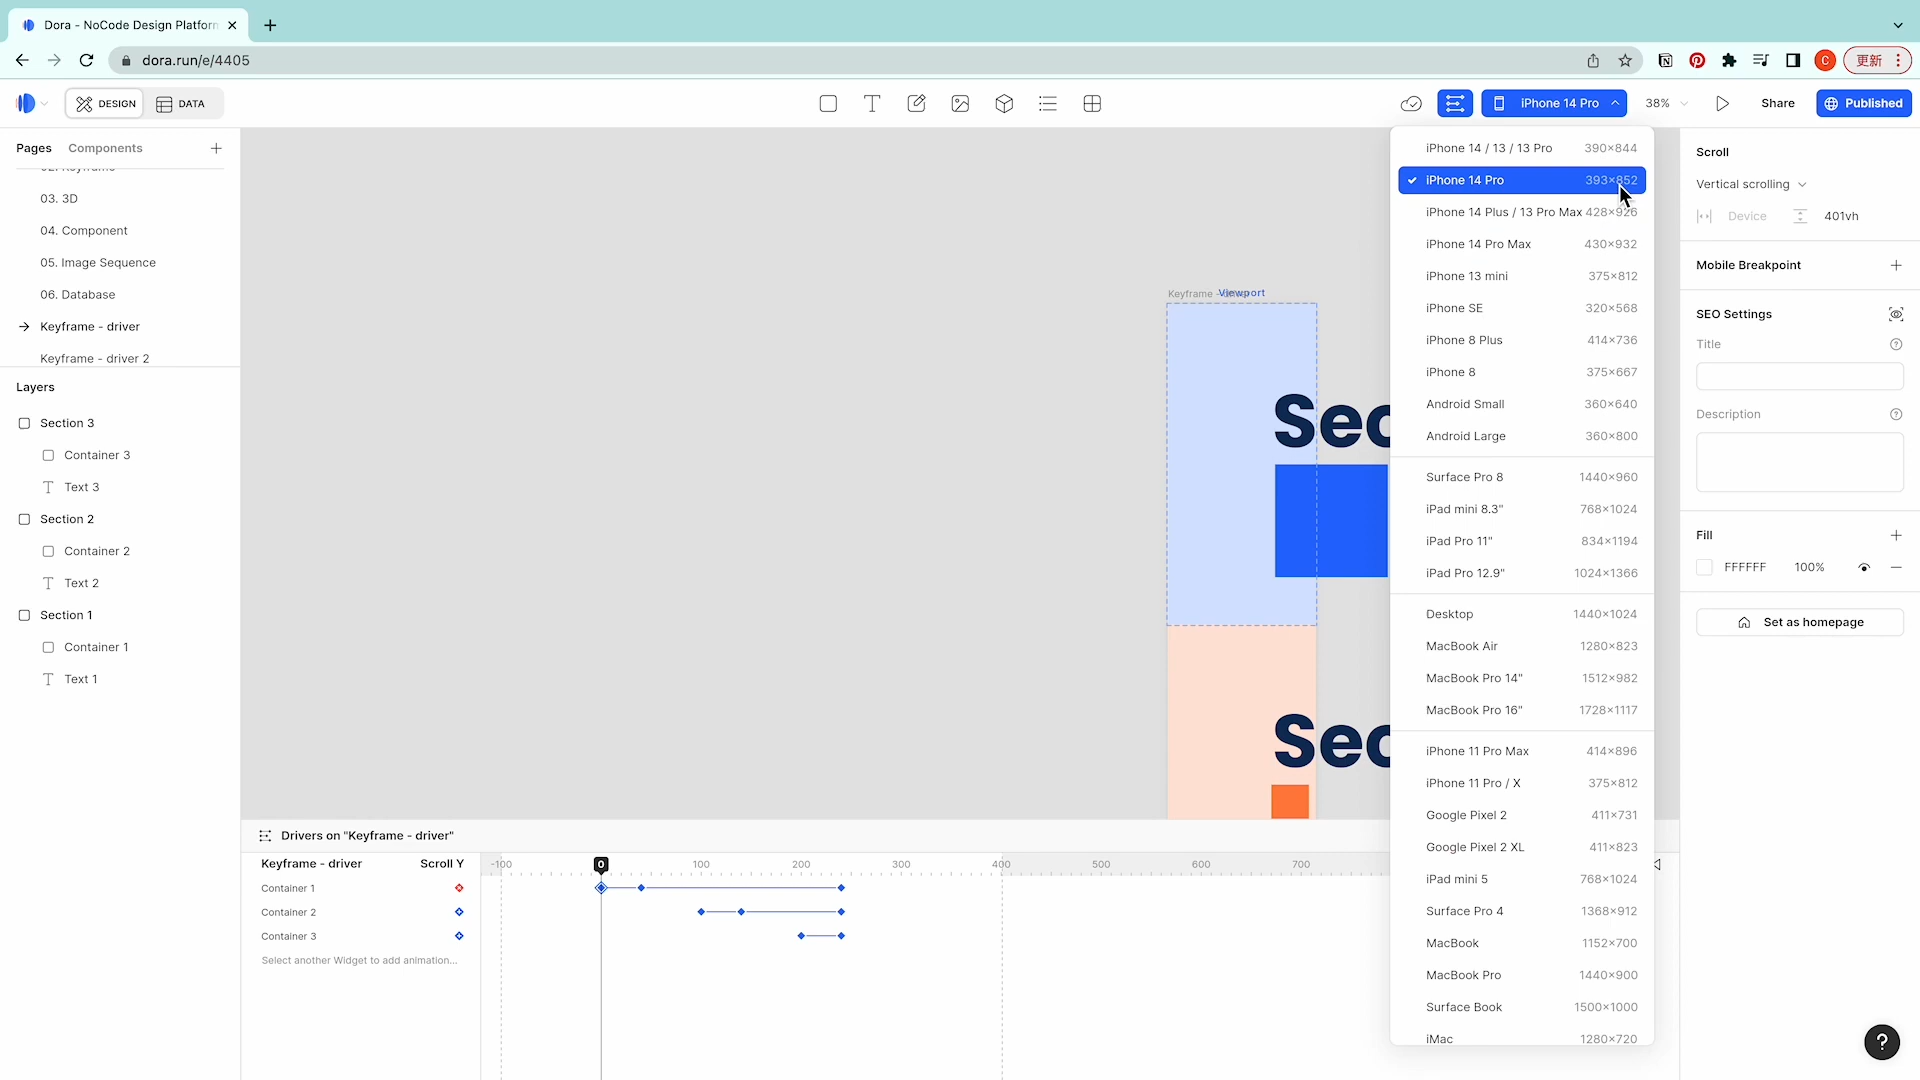 Dora - NoCode Design Platform
dora.run/e/4405
更新
C
DESIGN
DATA
iPhone 14 Pro
38%
Share
Published
Pages
Components
03. 3D
04. Component
05. Image Sequence
06. Database
Keyframe - driver
Keyframe - driver 2
Layers
Section 3
Container 3
Text 3
Section 2
Container 2
Text 2
Section 1
Container 1
Text 1
Keyframe
Viewport
Sec
Sec
iPhone 14 / 13 / 13 Pro 390×844
iPhone 14 Pro 393×852
iPhone 14 Plus / 13 Pro Max 428×926
iPhone 14 Pro Max 430×932
iPhone 13 mini 375×812
iPhone SE 320×568
iPhone 8 Plus 414×736
iPhone 8 375×667
Android Small 360×640
Android Large 360×800
Surface Pro 8 1440×960
iPad mini 8.3" 768×1024
iPad Pro 11" 834×1194
iPad Pro 12.9" 1024×1366
Desktop 1440×1024
MacBook Air 1280×823
MacBook Pro 14" 1512×982
MacBook Pro 16" 1728×1117
iPhone 11 Pro Max 414×896
iPhone 11 Pro / X 375×812
Google Pixel 2 411×731
Google Pixel 2 XL 411×823
iPad mini 5 768×1024
Surface Pro 4 1368×912
MacBook 1152×700
MacBook Pro 1440×900
Surface Book 1500×1000
iMac 1280×720
Scroll
Vertical scrolling
Device
401vh
Mobile Breakpoint
SEO Settings
Title
Description
Fill
FFFFFF 100%
Set as homepage
Drivers on "Keyframe - driver"
Keyframe - driver Scroll Y
-100 0 100 200 300 400 500 600 700
Container 1
Container 2
Container 3
Select another Widget to add animation...
?